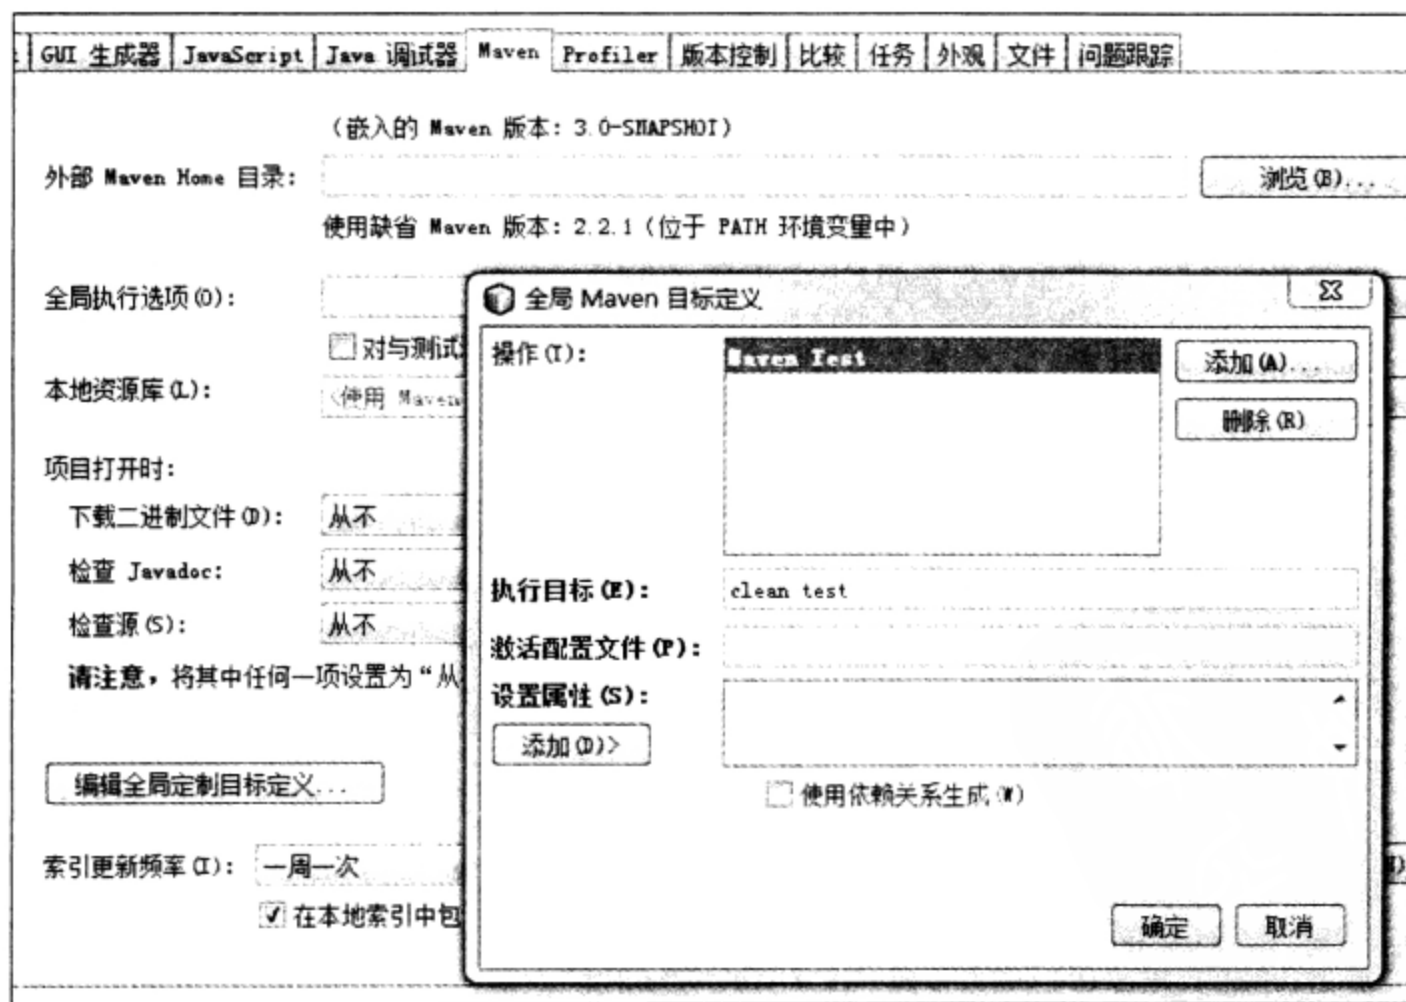 GUI 生成器 JavaScript Java 调试器 Maven Profiler 版本控制 比较 任务 外观 文件 问题跟踪
(嵌入的 Maven 版本: 3.0-SNAPSHOT)
外部 Maven Home 目录:
浏览(B)...
使用缺省 Maven 版本: 2.2.1(位于 PATH 环境变量中)
全局执行选项(O):
对与测试
本地资源库(L):
<使用 Maven
项目打开时:
下载二进制文件(D): 从不
检查 Javadoc: 从不
检查源(S): 从不
请注意，将其中任何一项设置为“从
编辑全局定制目标定义...
索引更新频率(I): 一周一次
在本地索引中包
全局 Maven 目标定义
操作(T):
Maven Test
添加(A)...
删除(R)
执行目标(E): clean test
激活配置文件(P):
设置属性(S):
添加(D)>
使用依赖关系生成(W)
确定 取消